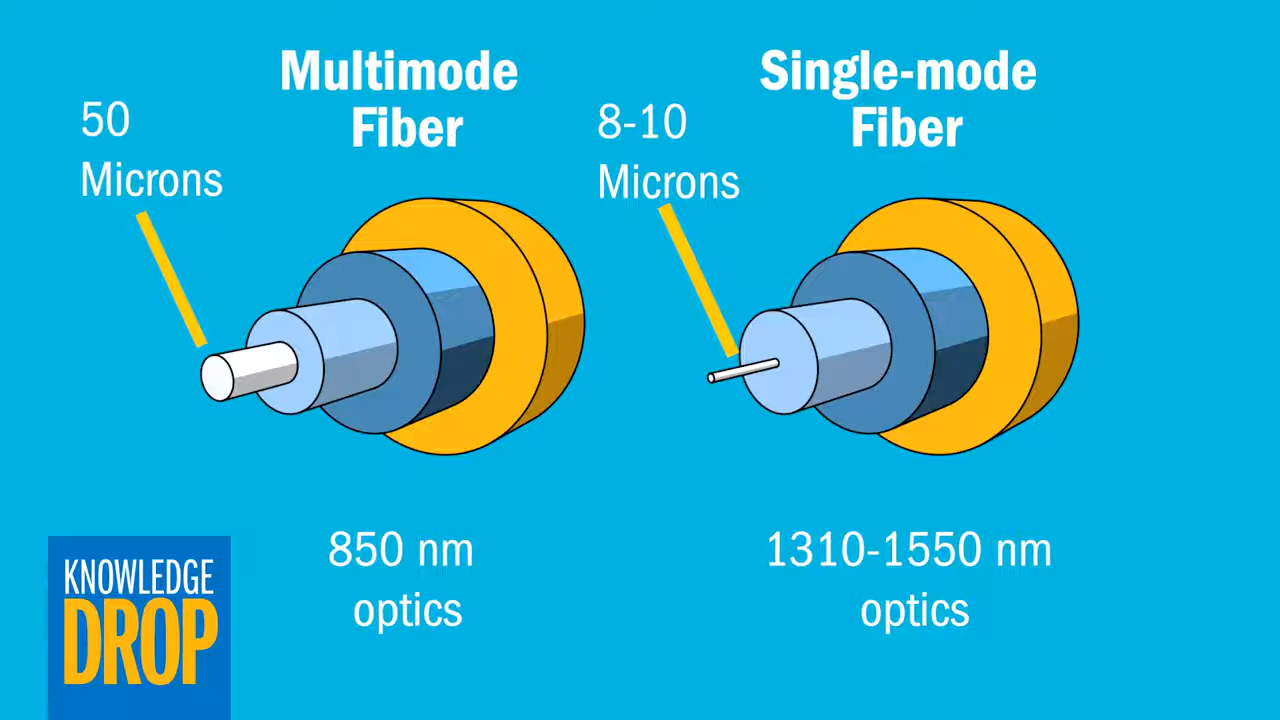 Multimode
Fiber
50
Microns
Single-mode
Fiber
8-10
Microns
850 nm
optics
1310-1550 nm
optics
KNOWLEDGE
DROP